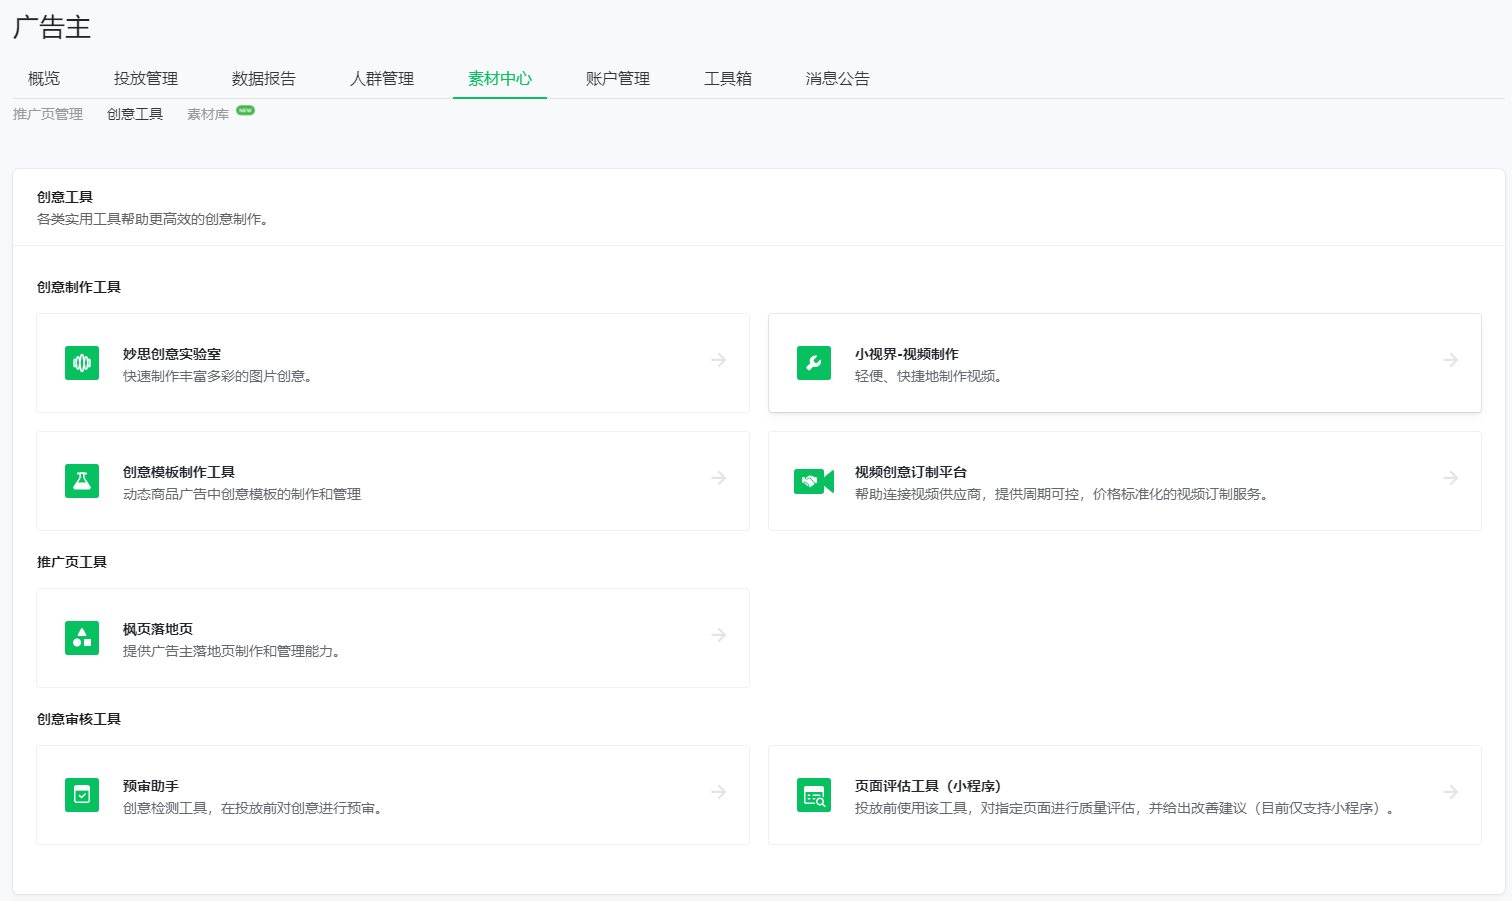 广告主
概览 投放管理 数据报告 人群管理 素材中心 账户管理 工具箱 消息公告
推广页管理 创意工具 素材库 NEW
创意工具
各类实用工具帮助更高效的创意制作。
创意制作工具
妙思创意实验室
快速制作丰富多彩的图片创意。
小视界-视频制作
轻便、快捷地制作视频。
创意模板制作工具
动态商品广告中创意模板的制作和管理
视频创意订制平台
帮助连接视频供应商，提供周期可控，价格标准化的视频订制服务。
推广页工具
枫页落地页
提供广告主落地页制作和管理能力。
创意审核工具
预审助手
创意检测工具，在投放前对创意进行预审。
页面评估工具（小程序）
投放前使用该工具，对指定页面进行质量评估，并给出改善建议（目前仅支持小程序）。